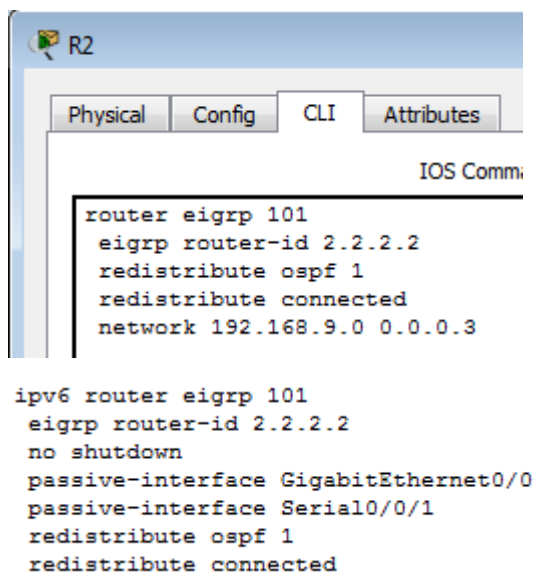 R2
Physical Config CLI Attributes
IOS Comma
router eigrp 101
eigrp router-id 2.2.2.2
redistribute ospf 1
redistribute connected
network 192.168.9.0 0.0.0.3
ipv6 router eigrp 101
eigrp router-id 2.2.2.2
no shutdown
passive-interface GigabitEthernet0/0
passive-interface Serial0/0/1
redistribute ospf 1
redistribute connected